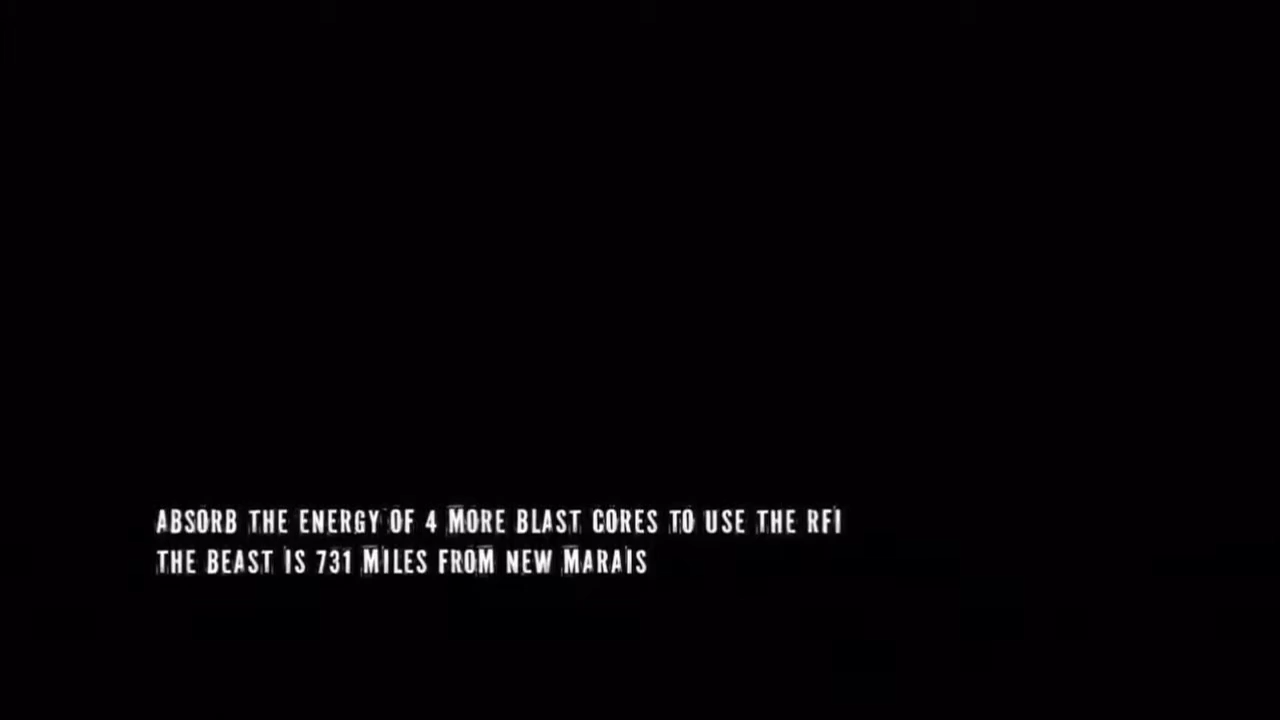 ABSORB THE ENERGY OF 4 MORE BLAST CORES TO USE THE RFI
THE BEAST IS 731 MILES FROM NEW MARAIS